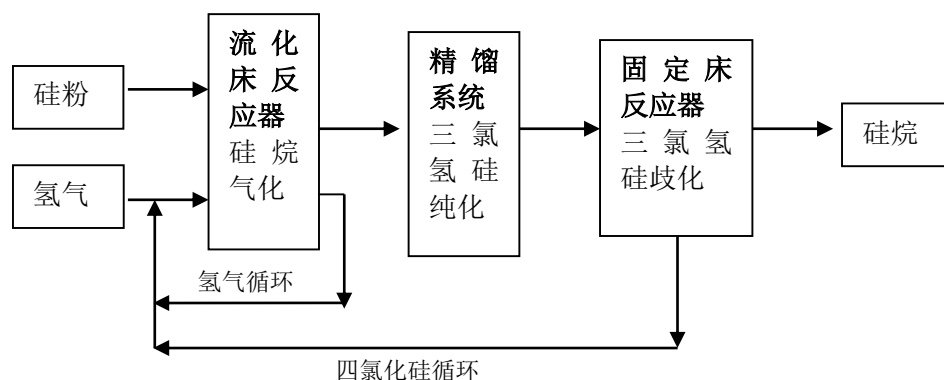 硅粉
氢气
流 化
床 反
应器
硅 烷
气化
精 馏
系统
三 氯
氢 硅
纯化
固 定 床
反应器
三 氯 氢
硅歧化
硅烷
氢气循环
四氯化硅循环